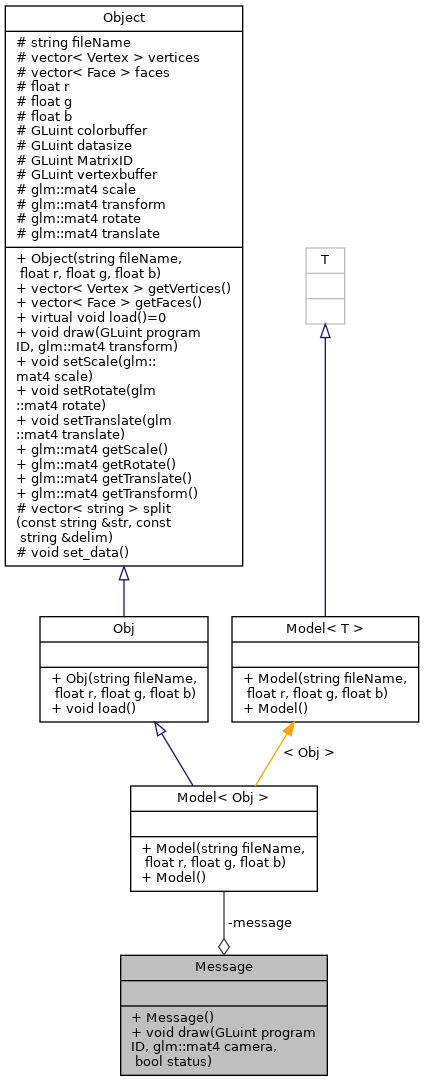 Object
# string fileName
# vector< Vertex > vertices
# vector< Face > faces
# float r
# float g
# float b
# GLuint colorbuffer
# GLuint datasize
# GLuint MatrixID
# GLuint vertexbuffer
# glm::mat4 scale
# glm::mat4 transform
# glm::mat4 rotate
# glm::mat4 translate
+ Object(string fileName,
float r, float g, float b)
+ vector< Vertex > getVertices()
+ vector< Face > getFaces()
+ virtual void load()=0
+ void draw(GLuint program
ID, glm::mat4 transform)
+ void setScale(glm::
mat4 scale)
+ void setRotate(glm
::mat4 rotate)
+ void setTranslate(glm
::mat4 translate)
+ glm::mat4 getScale()
+ glm::mat4 getRotate()
+ glm::mat4 getTranslate()
+ glm::mat4 getTransform()
# vector< string > split
(const string &str, const
string &delim)
# void set_data()
T
Obj
+ Obj(string fileName,
float r, float g, float b)
+ void load()
Model< T >
+ Model(string fileName,
float r, float g, float b)
+ Model()
< Obj >
Model< Obj >
+ Model(string fileName,
float r, float g, float b)
+ Model()
-message
Message
+ Message()
+ void draw(GLuint program
ID, glm::mat4 camera,
bool status)